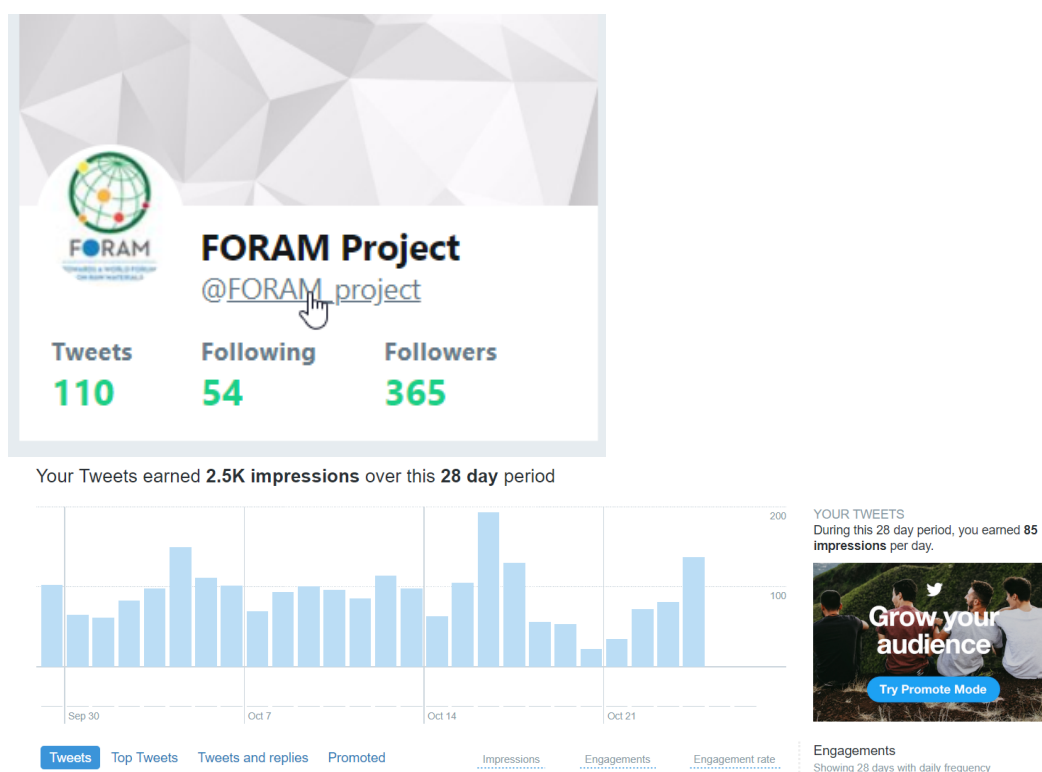 FORAM
TOWARDS A WORLD FORUM
ON RAW MATERIALS
FORAM Project
@FORAM_project
Tweets Following Followers
110 54 365
Your Tweets earned 2.5K impressions over this 28 day period
200
100
Sep 30 Oct 7 Oct 14 Oct 21
YOUR TWEETS
During this 28 day period, you earned 85
impressions per day.
Grow your
audience
Try Promote Mode
Tweets Top Tweets Tweets and replies Promoted Impressions Engagements Engagement rate
Engagements
Showing 28 days with daily frequency